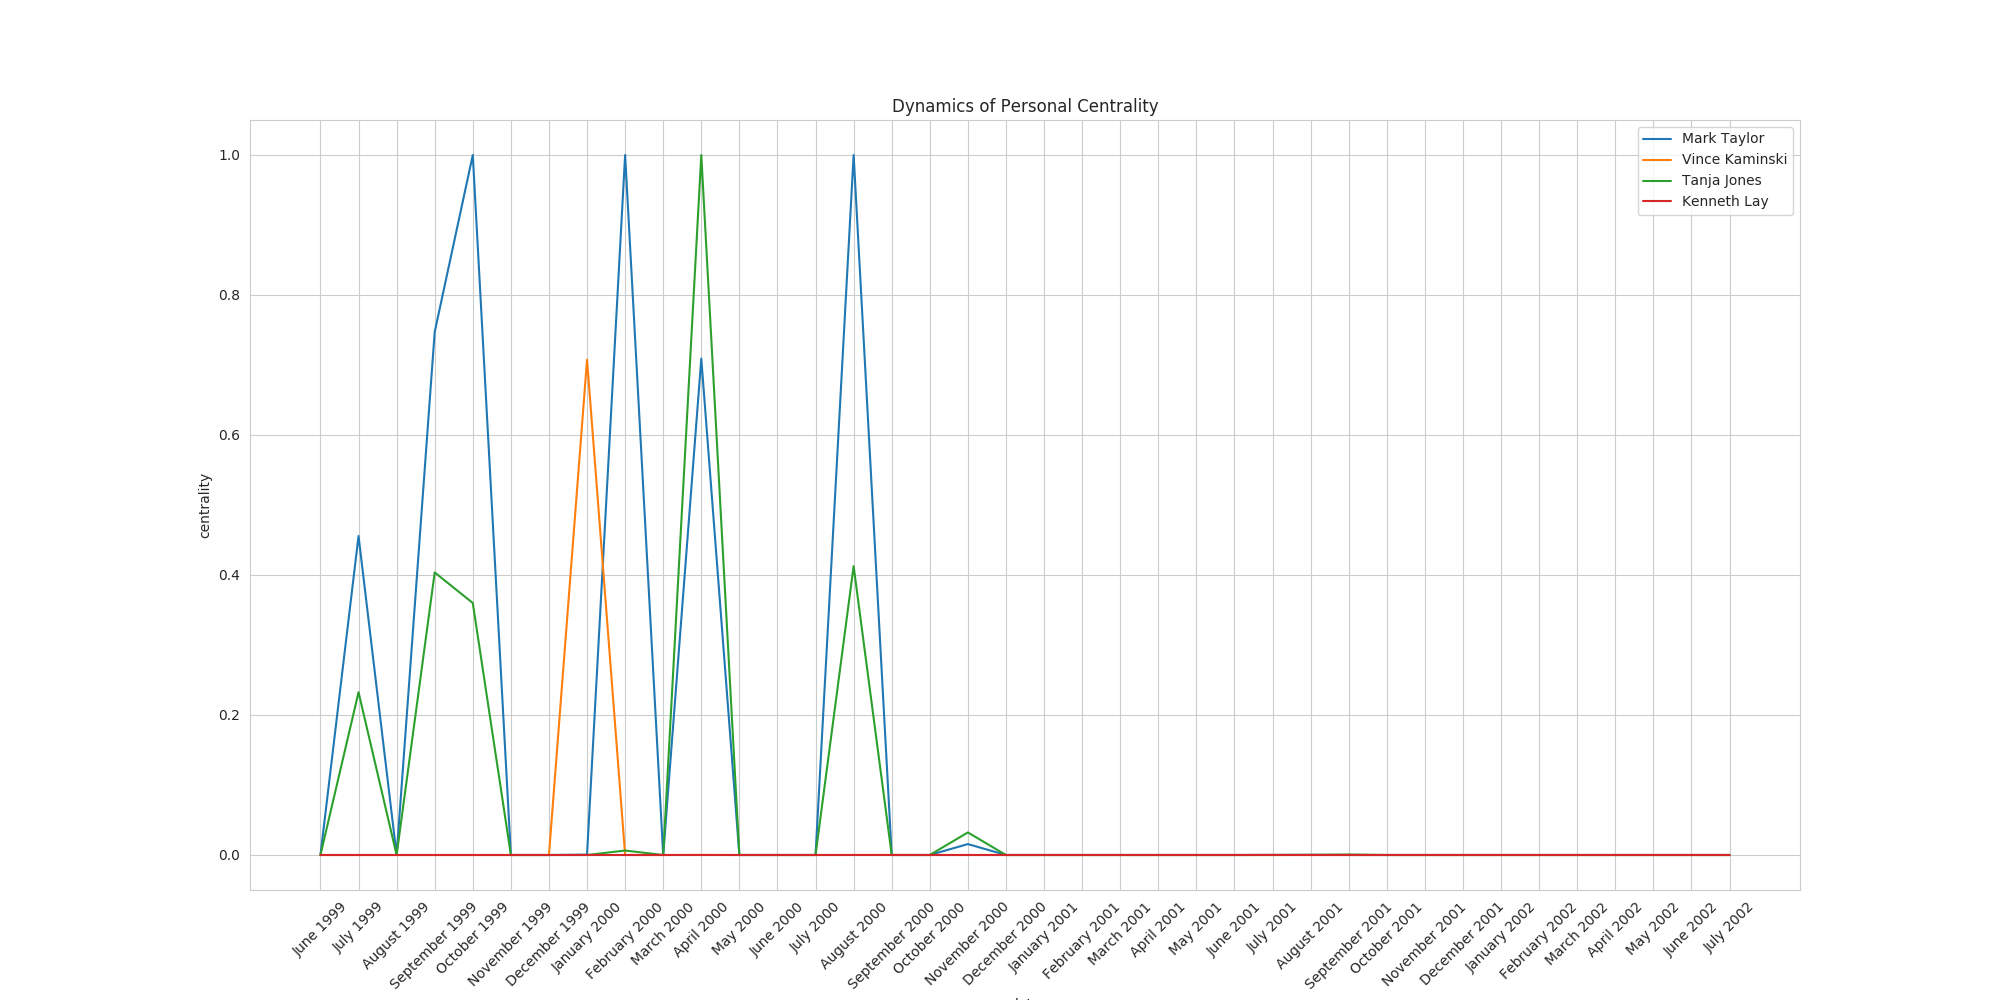 Dynamics of Personal Centrality
Mark Taylor
Vince Kaminski
Tanja Jones
Kenneth Lay
1.0
0.8
0.6
0.4
0.2
0.0
centrality
June 1999
July 1999
August 1999
September 1999
October 1999
November 1999
December 1999
January 2000
February 2000
March 2000
April 2000
May 2000
June 2000
July 2000
August 2000
September 2000
October 2000
November 2000
December 2000
January 2001
February 2001
March 2001
April 2001
May 2001
June 2001
July 2001
August 2001
September 2001
October 2001
November 2001
December 2001
January 2002
February 2002
March 2002
April 2002
May 2002
June 2002
July 2002